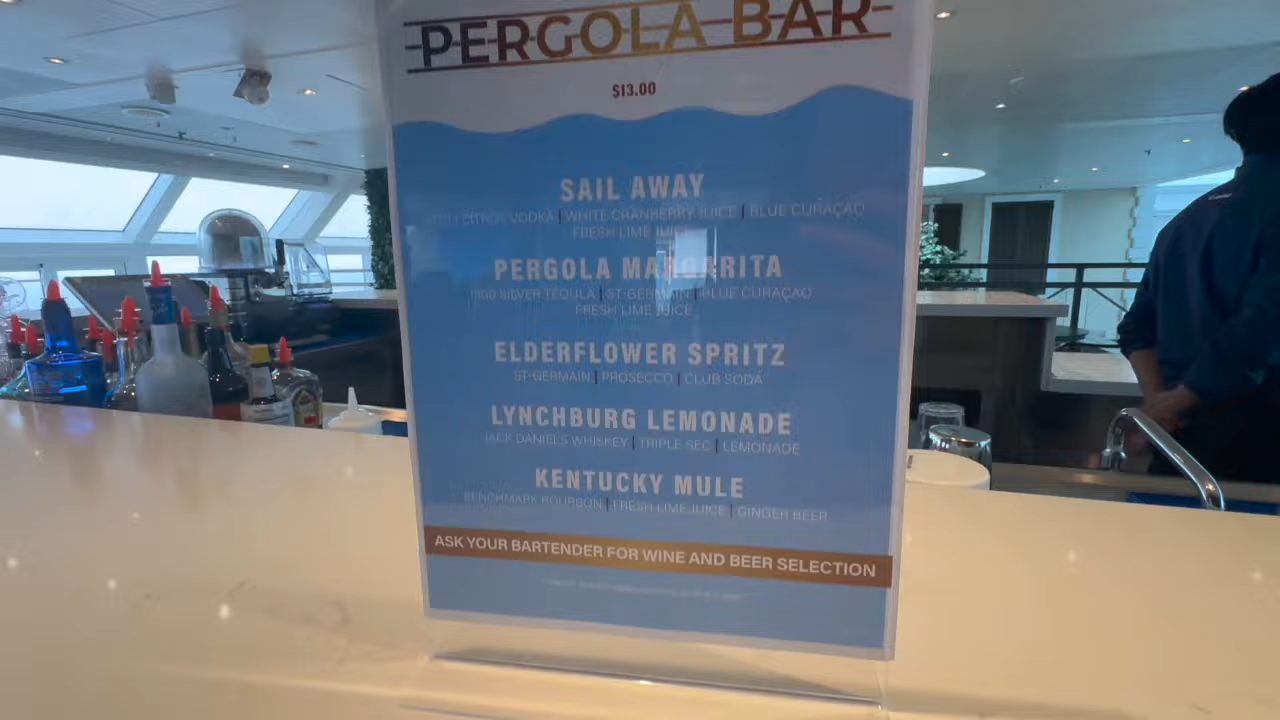 PERGOLA BAR
$13.00
SAIL AWAY
CITRON VODKA | WHITE CRANBERRY JUICE | BLUE CURAÇAO
FRESH LIME JUICE
PERGOLA MARGARITA
1800 SILVER TEQUILA | ST-GERMAIN | BLUE CURAÇAO
FRESH LIME JUICE
ELDERFLOWER SPRITZ
ST-GERMAIN | PROSECCO | CLUB SODA
LYNCHBURG LEMONADE
JACK DANIELS WHISKEY | TRIPLE SEC | LEMONADE
KENTUCKY MULE
BENCHMARK BOURBON | FRESH LIME JUICE | GINGER BEER
ASK YOUR BARTENDER FOR WINE AND BEER SELECTION